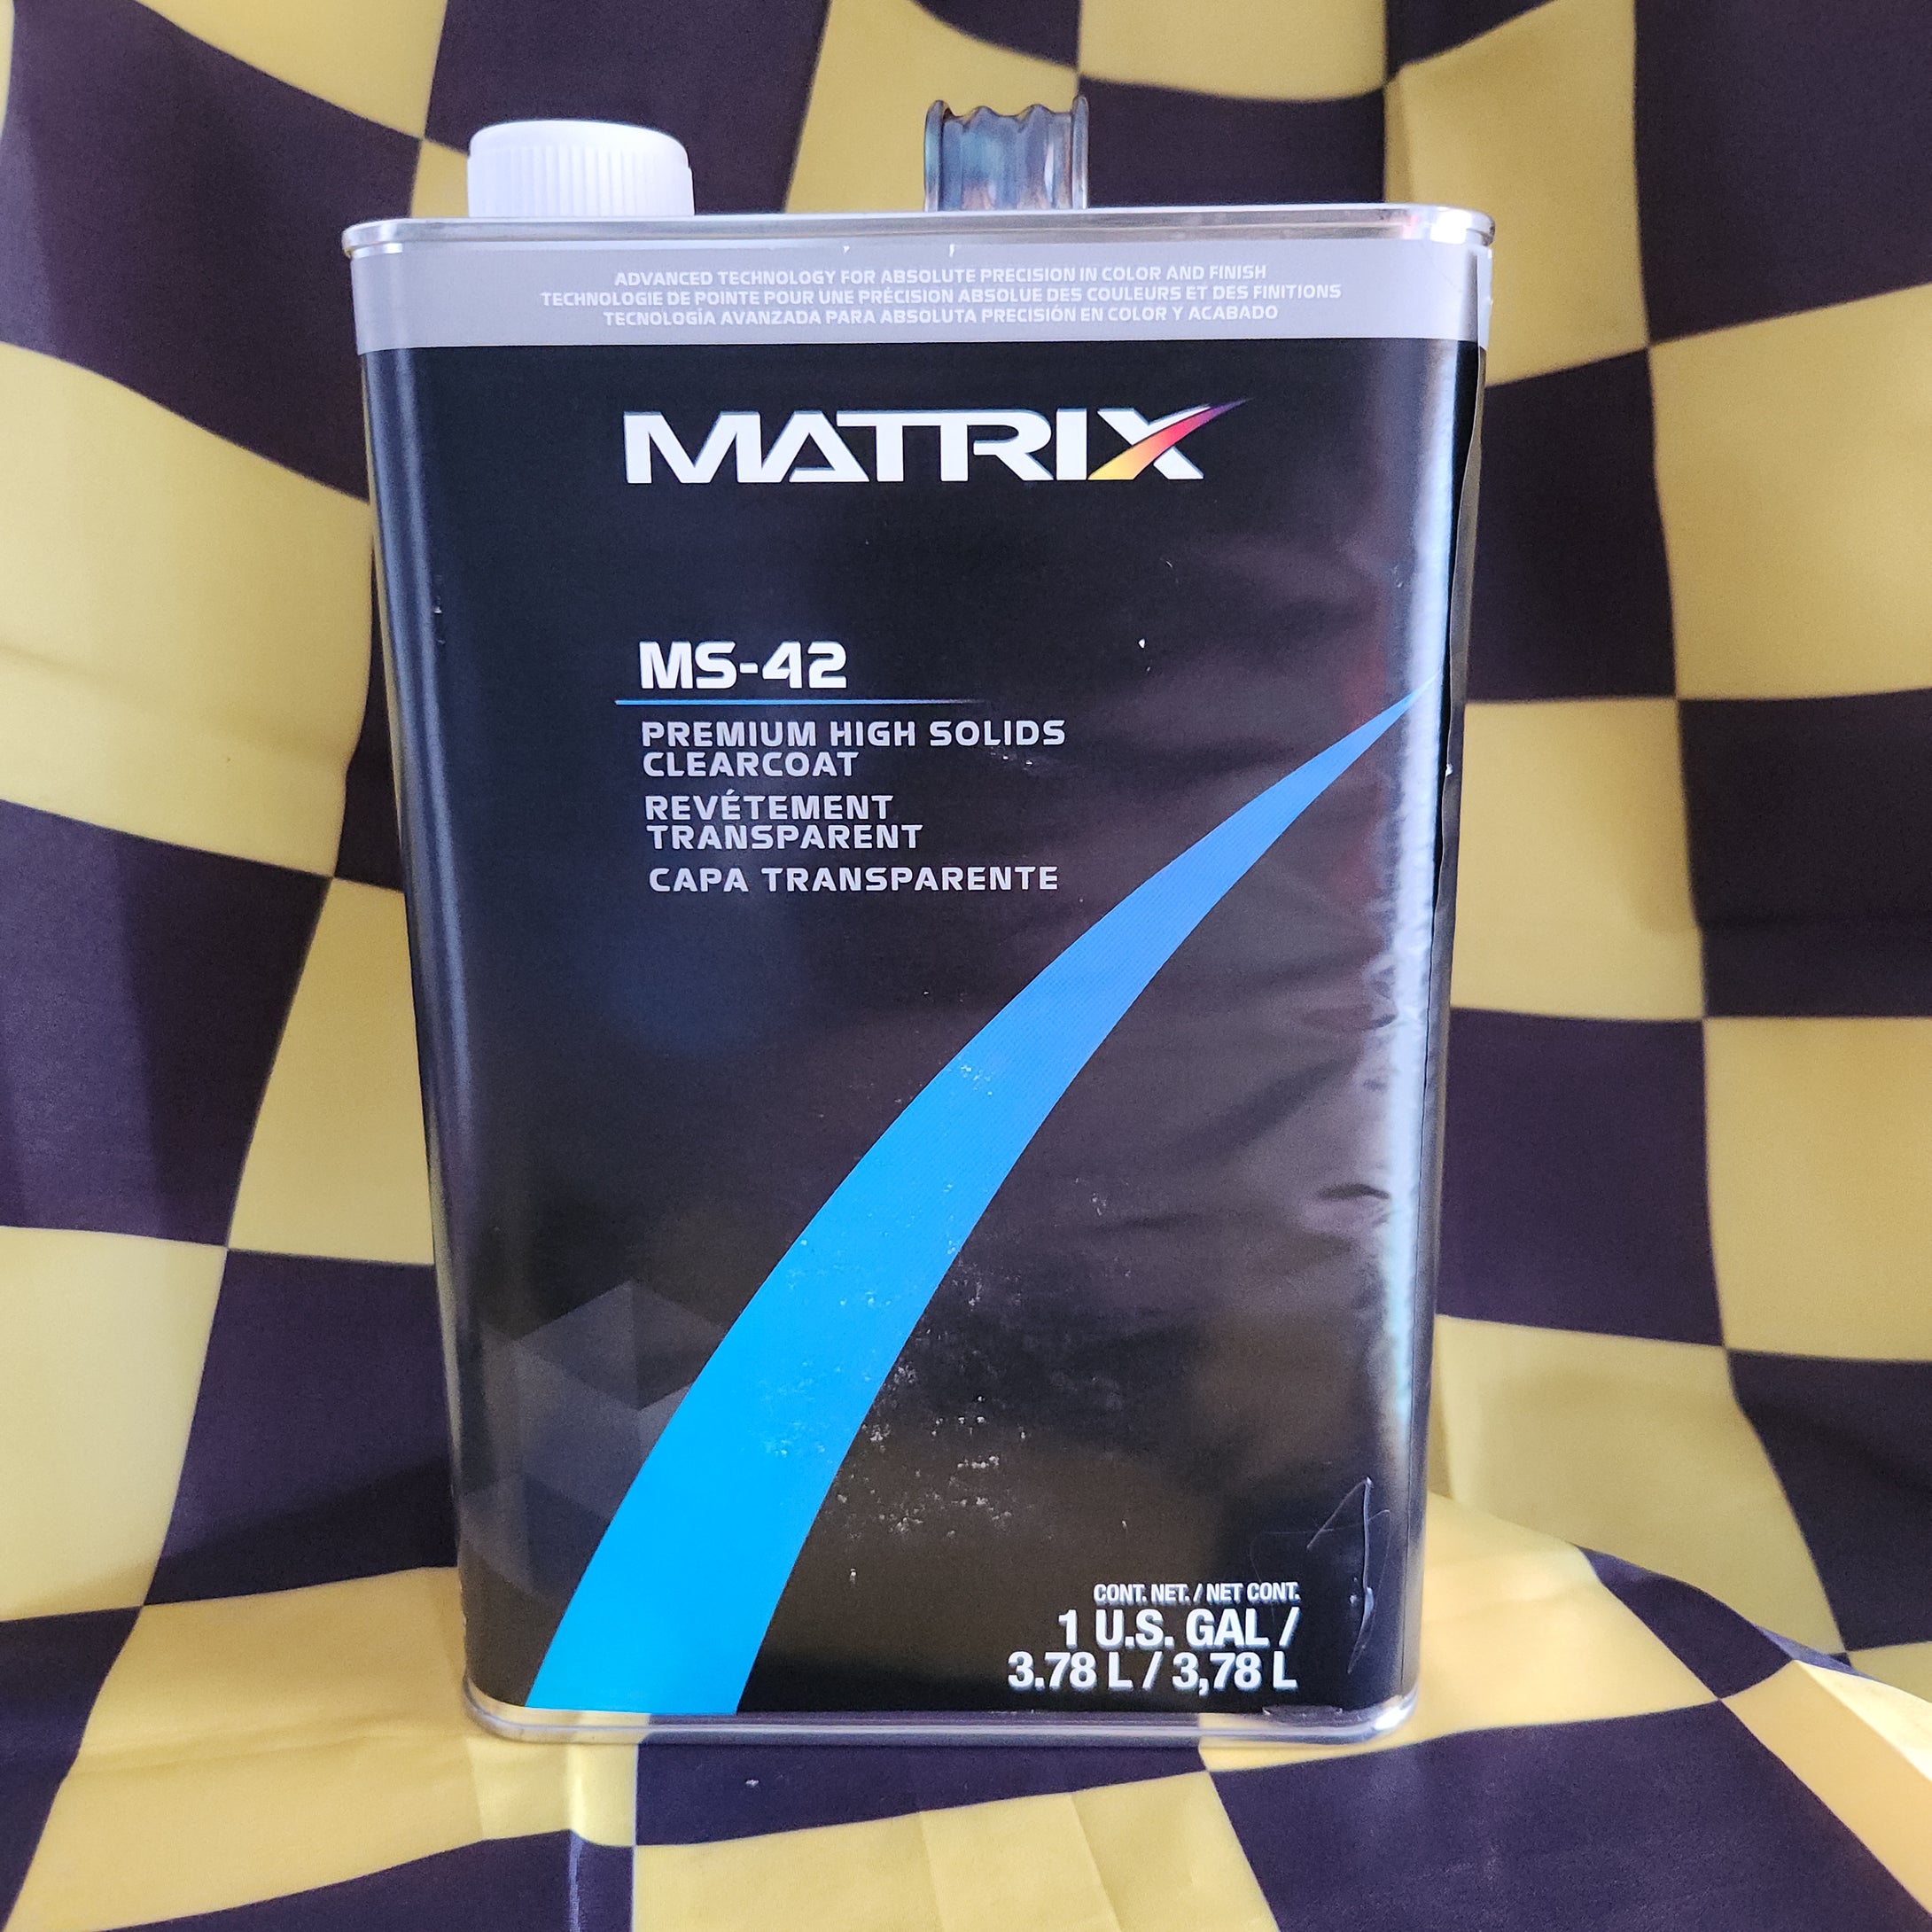 ADVANCED TECHNOLOGY FOR ABSOLUTE PRECISION IN COLOR AND FINISH
TECHNOLOGIE DE POINTE POUR UNE PRÉCISION ABSOLUE DES COULEURS ET DES FINITIONS
TECNOLOGÍA AVANZADA PARA ABSOLUTA PRECISIÓN EN COLOR Y ACABADO
MATRIX
MS-42
PREMIUM HIGH SOLIDS
CLEARCOAT
REVÉTEMENT
TRANSPARENT
CAPA TRANSPARENTE
CONT. NET. / NET CONT.
1 U.S. GAL /
3.78 L / 3,78 L